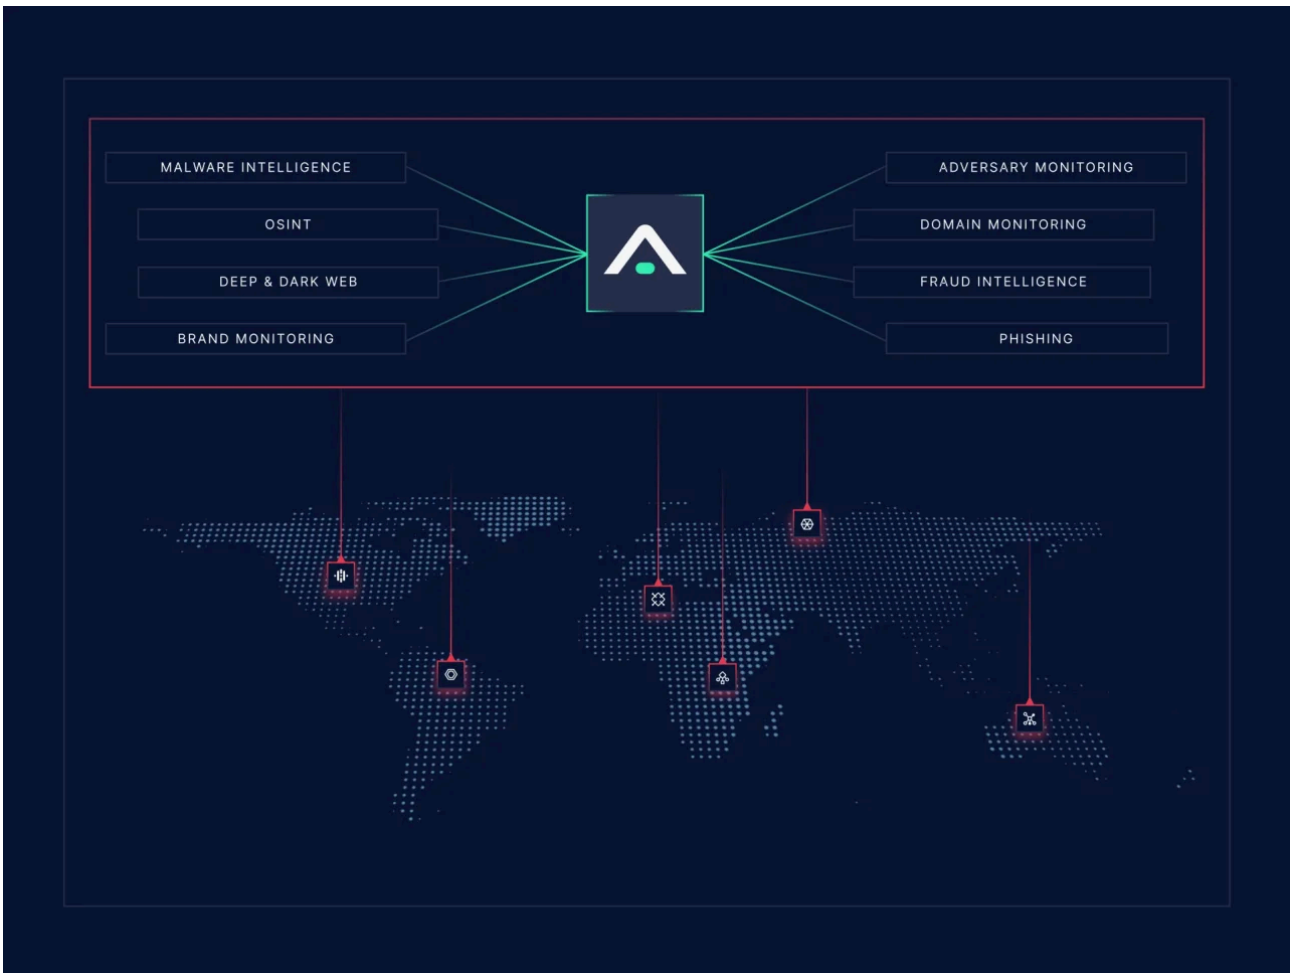 MALWARE INTELLIGENCE
OSINT
DEEP & DARK WEB
BRAND MONITORING
ADVERSARY MONITORING
DOMAIN MONITORING
FRAUD INTELLIGENCE
PHISHING